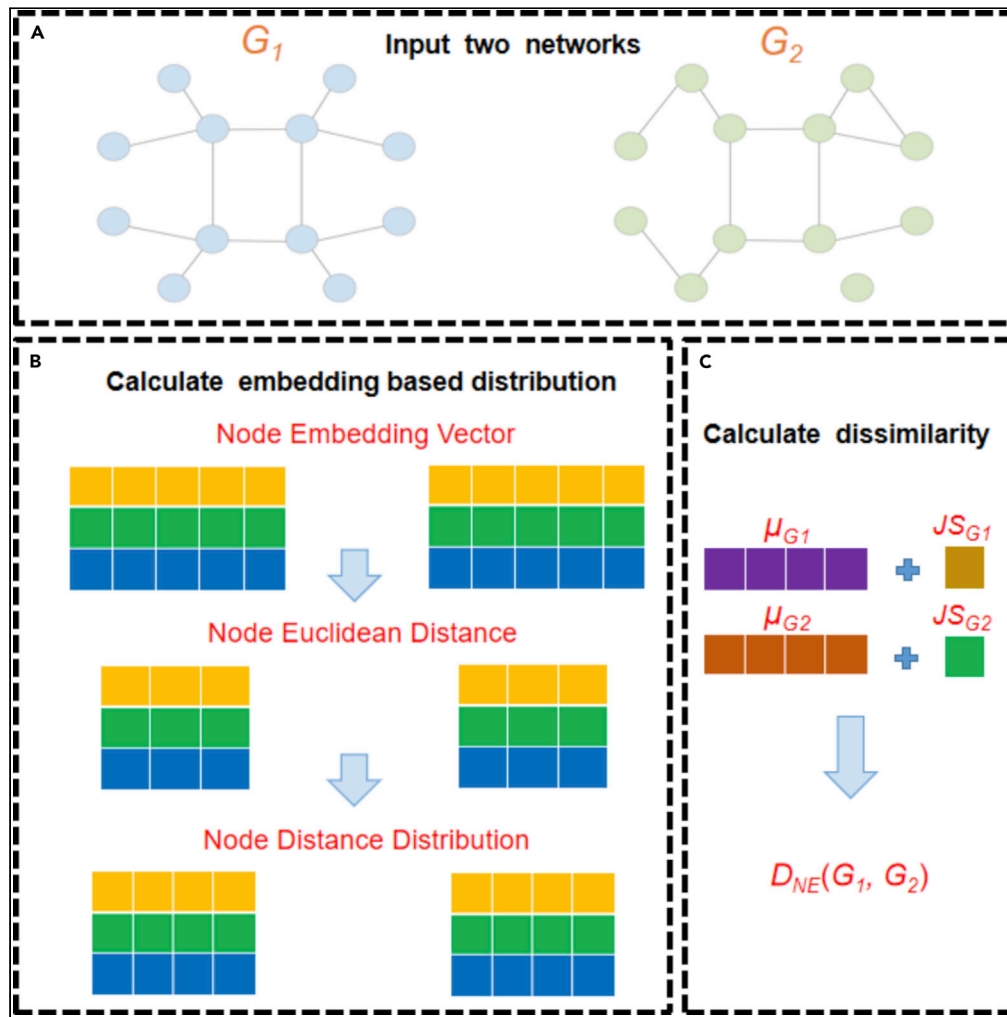 A
G1 Input two networks G2
B
Calculate embedding based distribution
Node Embedding Vector
Node Euclidean Distance
Node Distance Distribution
C
Calculate dissimilarity
μG1 JSG1
μG2 JSG2
DNE(G1, G2)